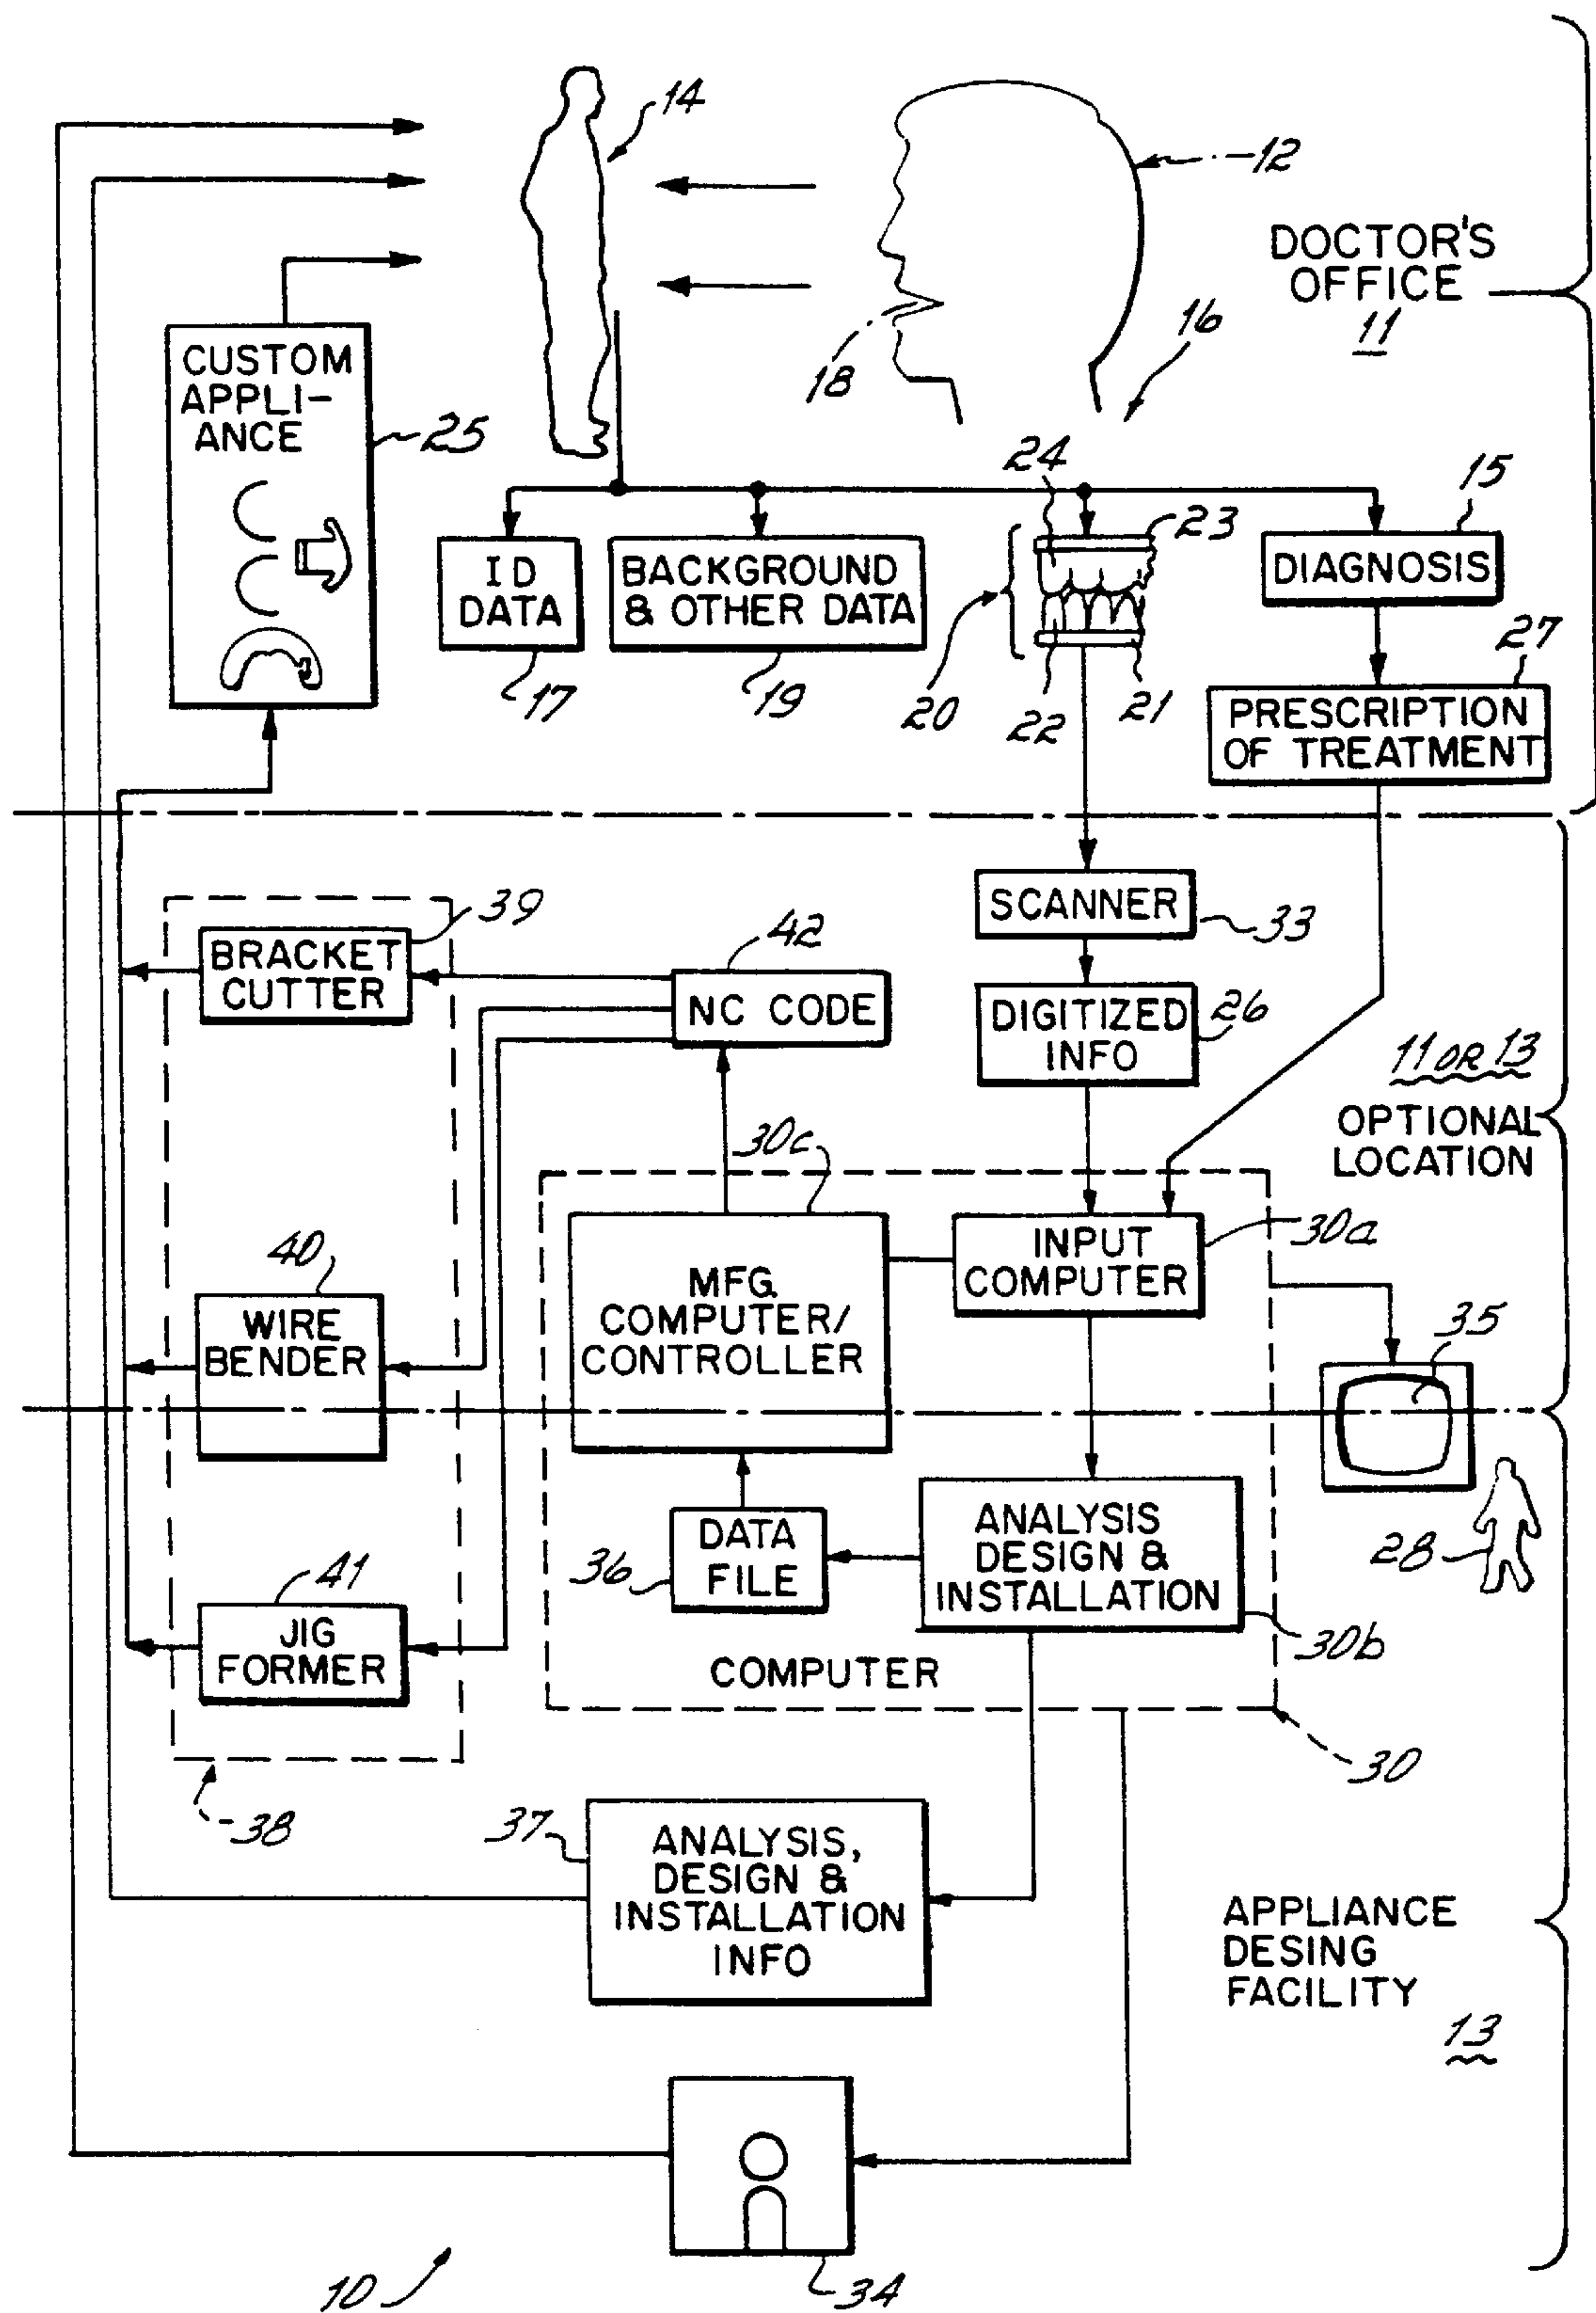 14
12
DOCTOR'S
OFFICE
11
16
18
CUSTOM
APPLI-
ANCE
25
24
23
15
ID
DATA
BACKGROUND
& OTHER DATA
20
DIAGNOSIS
17
19
22
21
27
PRESCRIPTION
OF TREATMENT
39
BRACKET
CUTTER
42
NC CODE
SCANNER
33
DIGITIZED
INFO
26
11 OR 13
OPTIONAL
LOCATION
30c
40
WIRE
BENDER
MFG.
COMPUTER/
CONTROLLER
INPUT
COMPUTER
30a
35
41
JIG
FORMER
36
DATA
FILE
ANALYSIS
DESIGN &
INSTALLATION
28
30b
COMPUTER
30
38
37
ANALYSIS,
DESIGN &
INSTALLATION
INFO
APPLIANCE
DESING
FACILITY
13
10
34